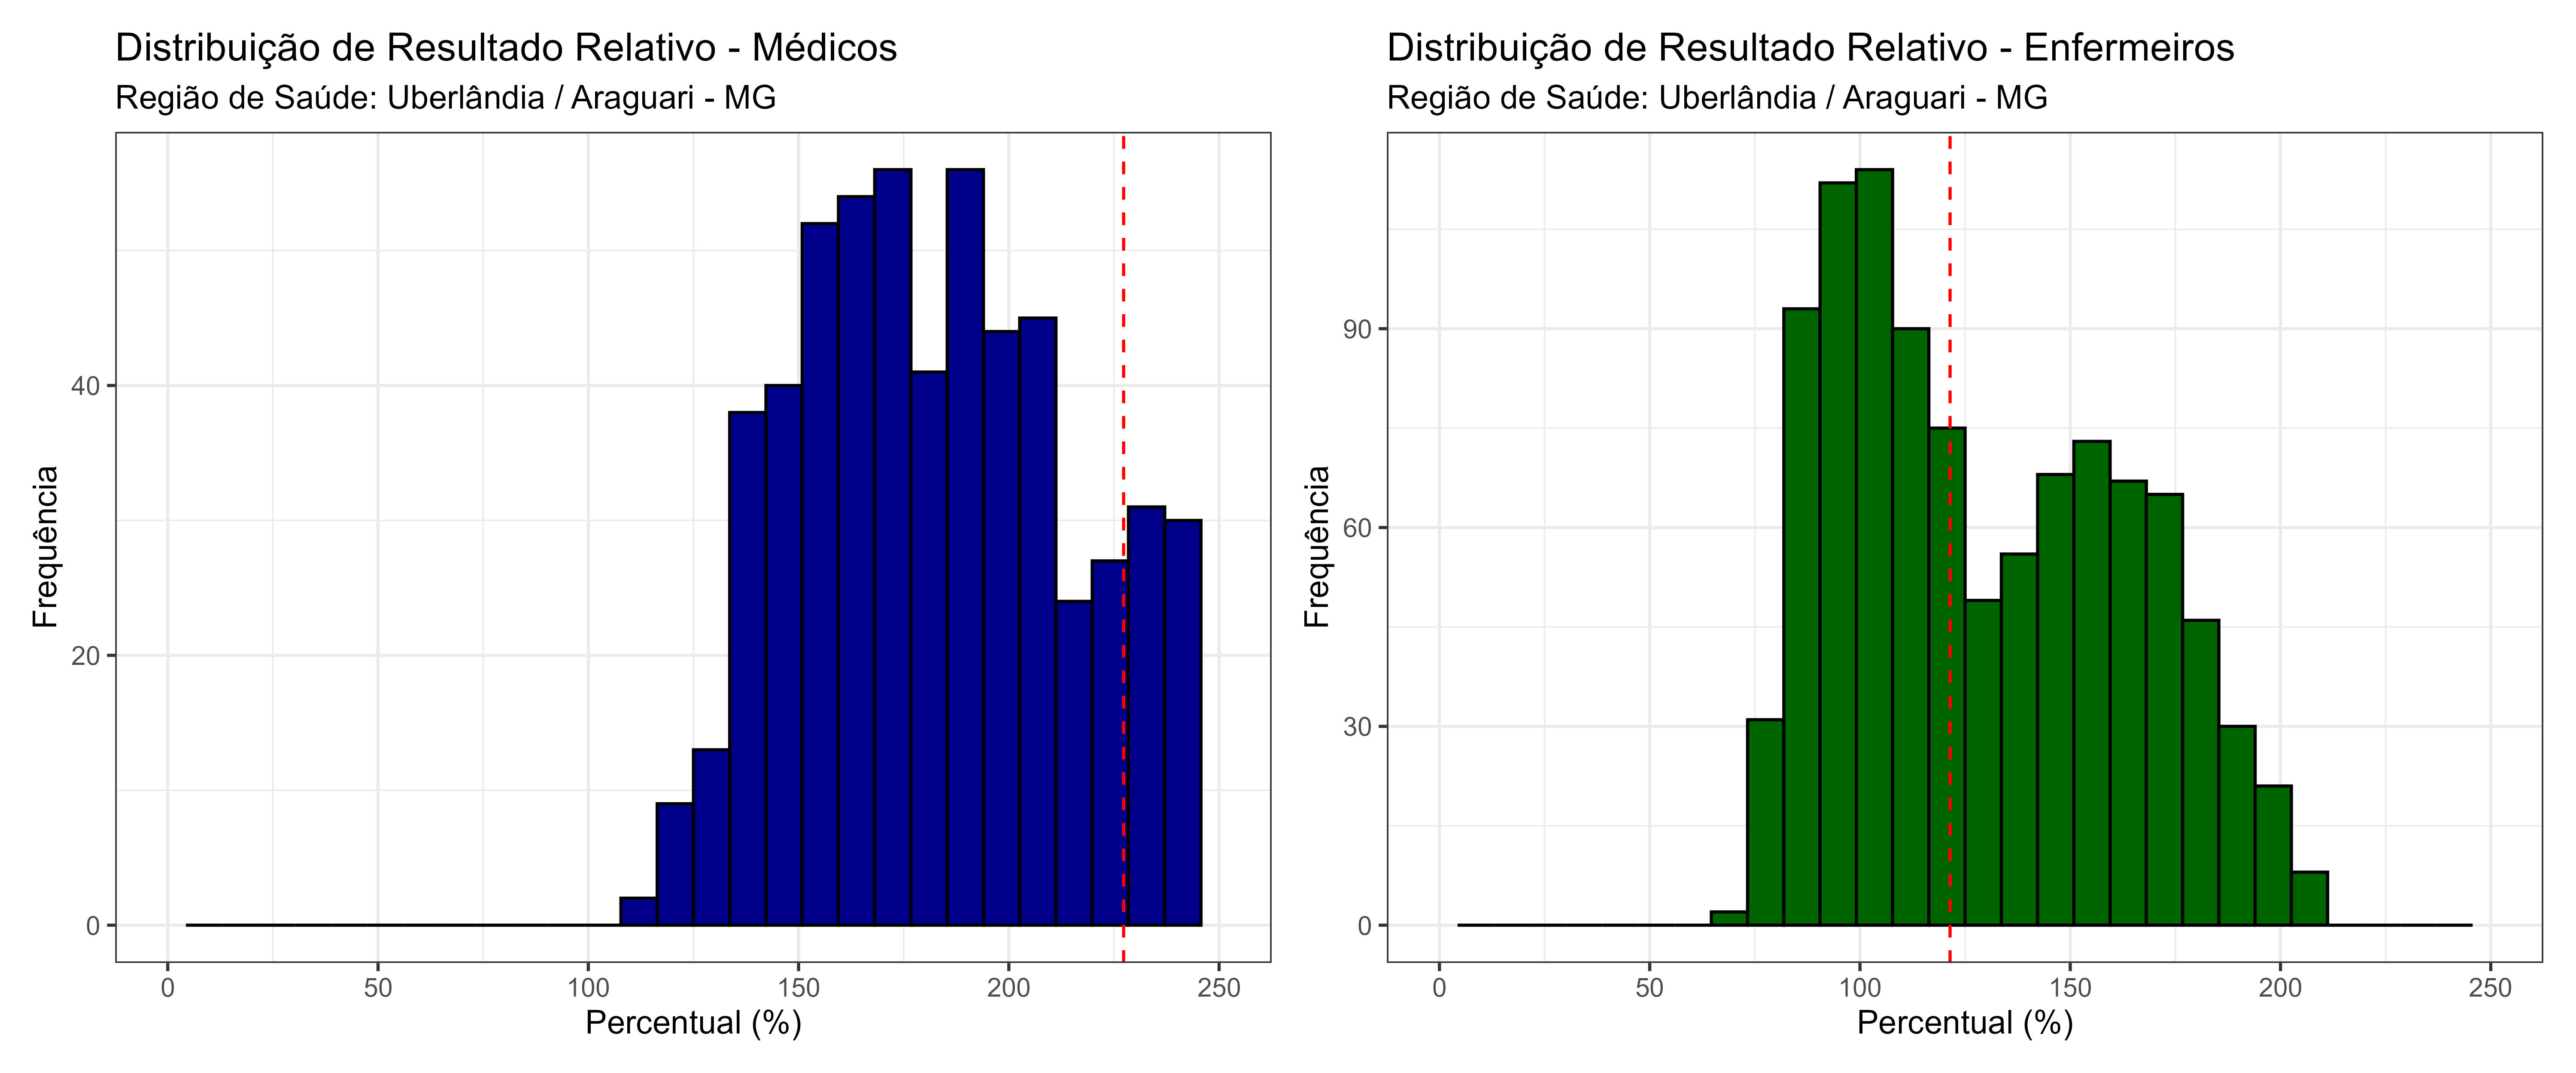 Distribuição de Resultado Relativo - Médicos
Região de Saúde: Uberlândia / Araguari - MG
Frequência
40
20
0
0 50 100 150 200 250
Percentual (%)
Distribuição de Resultado Relativo - Enfermeiros
Região de Saúde: Uberlândia / Araguari - MG
Frequência
90
60
30
0
0 50 100 150 200 250
Percentual (%)